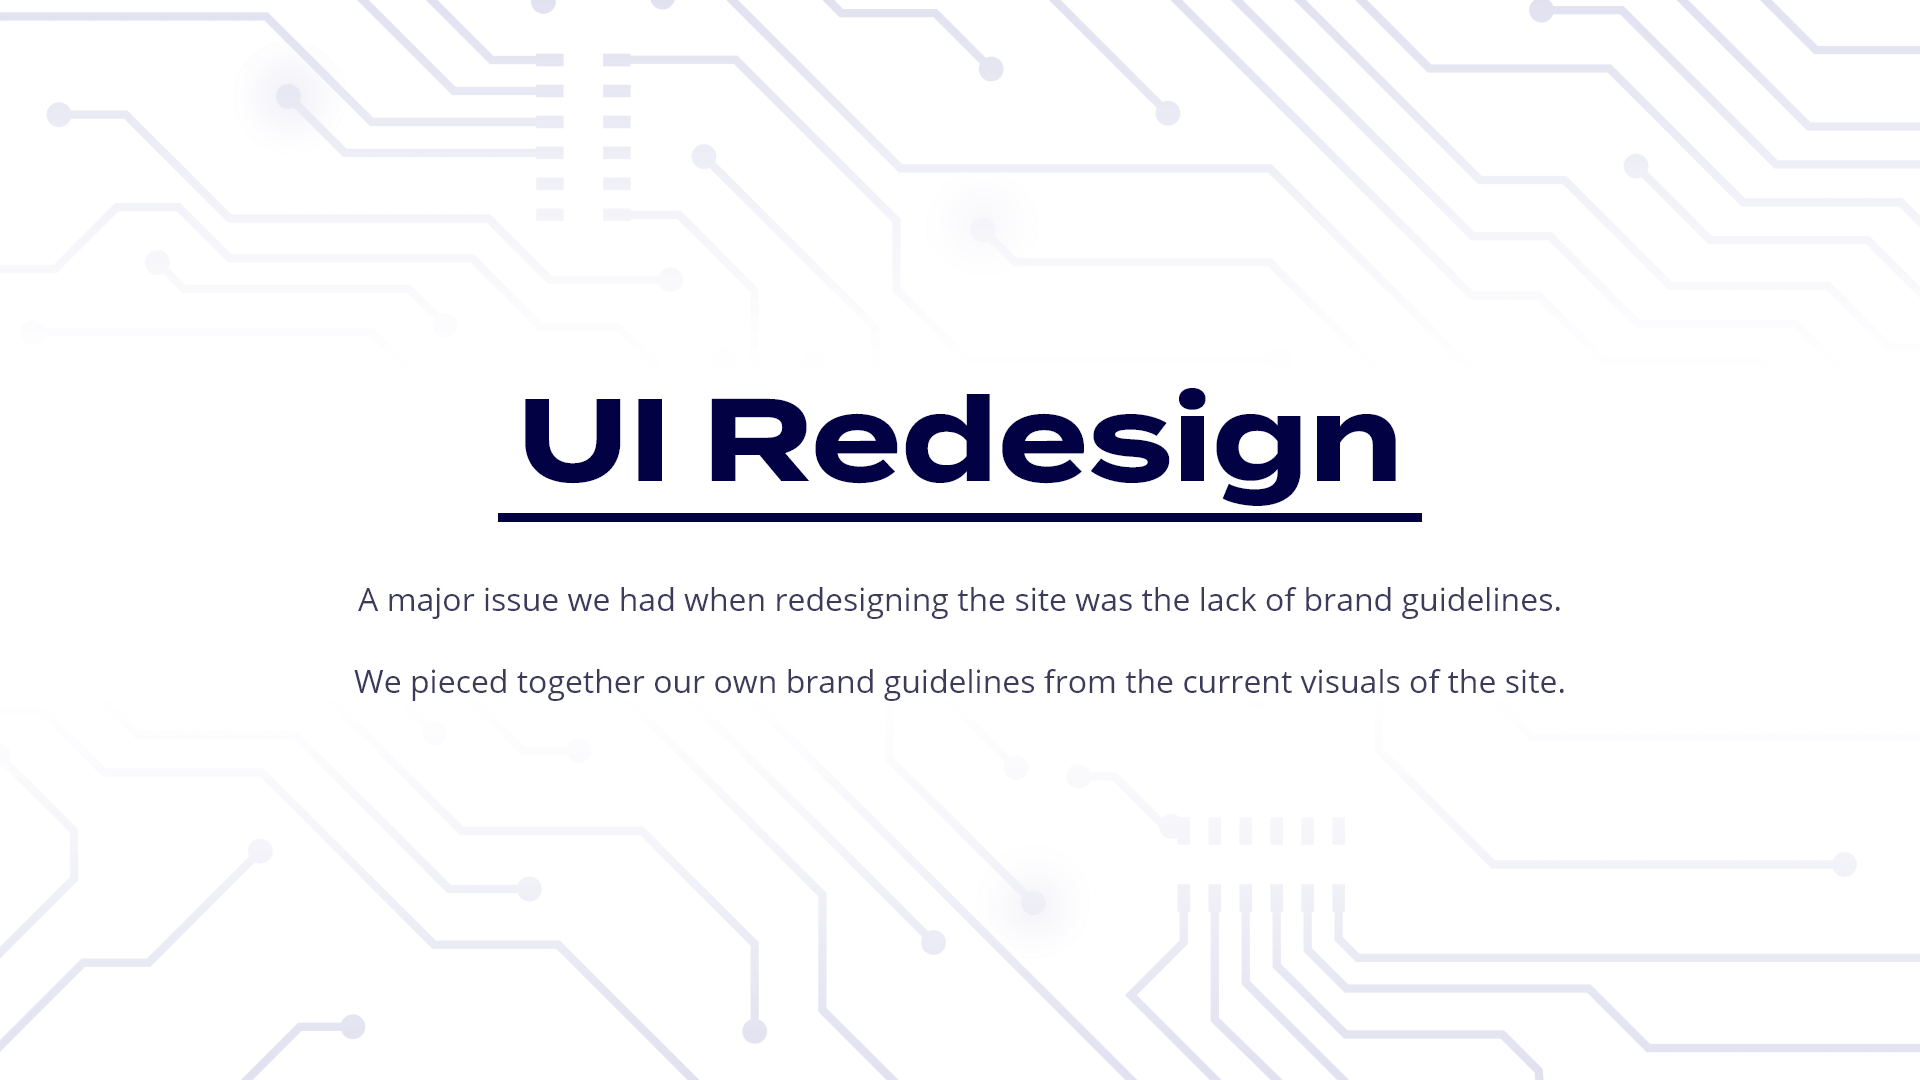 UI Redesign
A major issue we had when redesigning the site was the lack of brand guidelines.
We pieced together our own brand guidelines from the current visuals of the site.